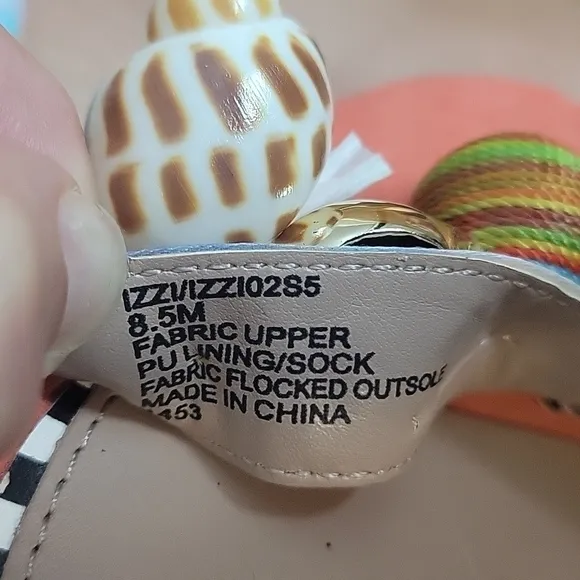 IZZI/IZZI02S5
8.5M
FABRIC UPPER
PU LINING/SOCK
FABRIC FLOCKED OUTSOLE
MADE IN CHINA